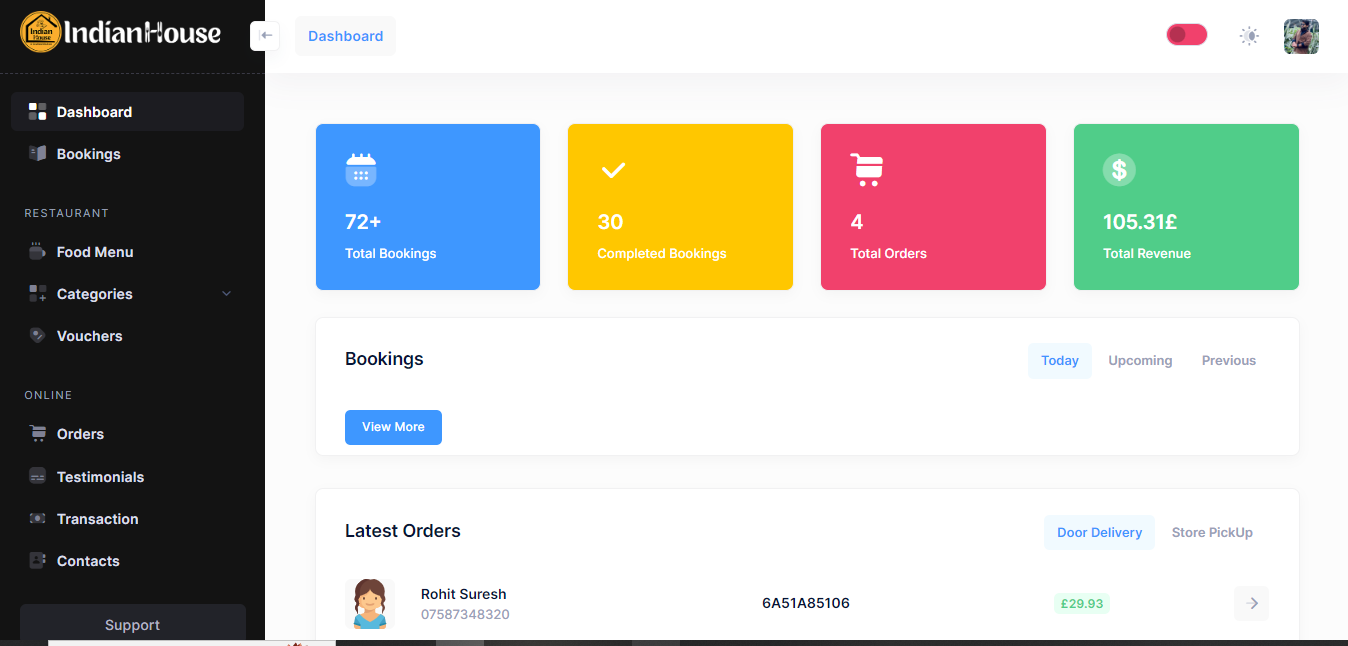 Indian
House
IndianHouse
Dashboard
Dashboard
Bookings
RESTAURANT
Food Menu
Categories
Vouchers
ONLINE
Orders
Testimonials
Transaction
Contacts
Support
72+
Total Bookings
30
Completed Bookings
4
Total Orders
$
105.31£
Total Revenue
Bookings
Today Upcoming Previous
View More
Latest Orders
Door Delivery Store PickUp
Rohit Suresh
07587348320
6A51A85106
£29.93